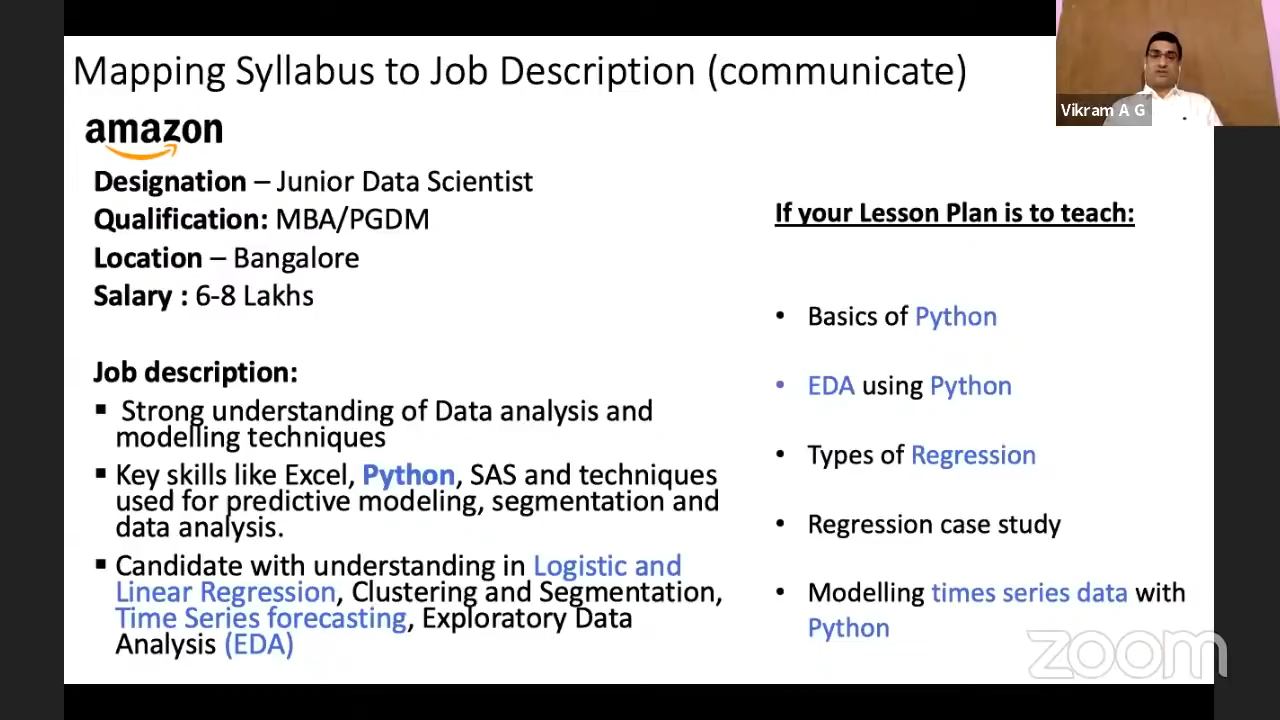 Mapping Syllabus to Job Description (communicate)
Vikram A G
amazon
Designation – Junior Data Scientist
Qualification: MBA/PGDM
Location – Bangalore
Salary : 6-8 Lakhs
Job description:
▪ Strong understanding of Data analysis and
modelling techniques
▪ Key skills like Excel, Python, SAS and techniques
used for predictive modeling, segmentation and
data analysis.
▪ Candidate with understanding in Logistic and
Linear Regression, Clustering and Segmentation,
Time Series forecasting, Exploratory Data
Analysis (EDA)
If your Lesson Plan is to teach:
• Basics of Python
• EDA using Python
• Types of Regression
• Regression case study
• Modelling times series data with
Python
zoom